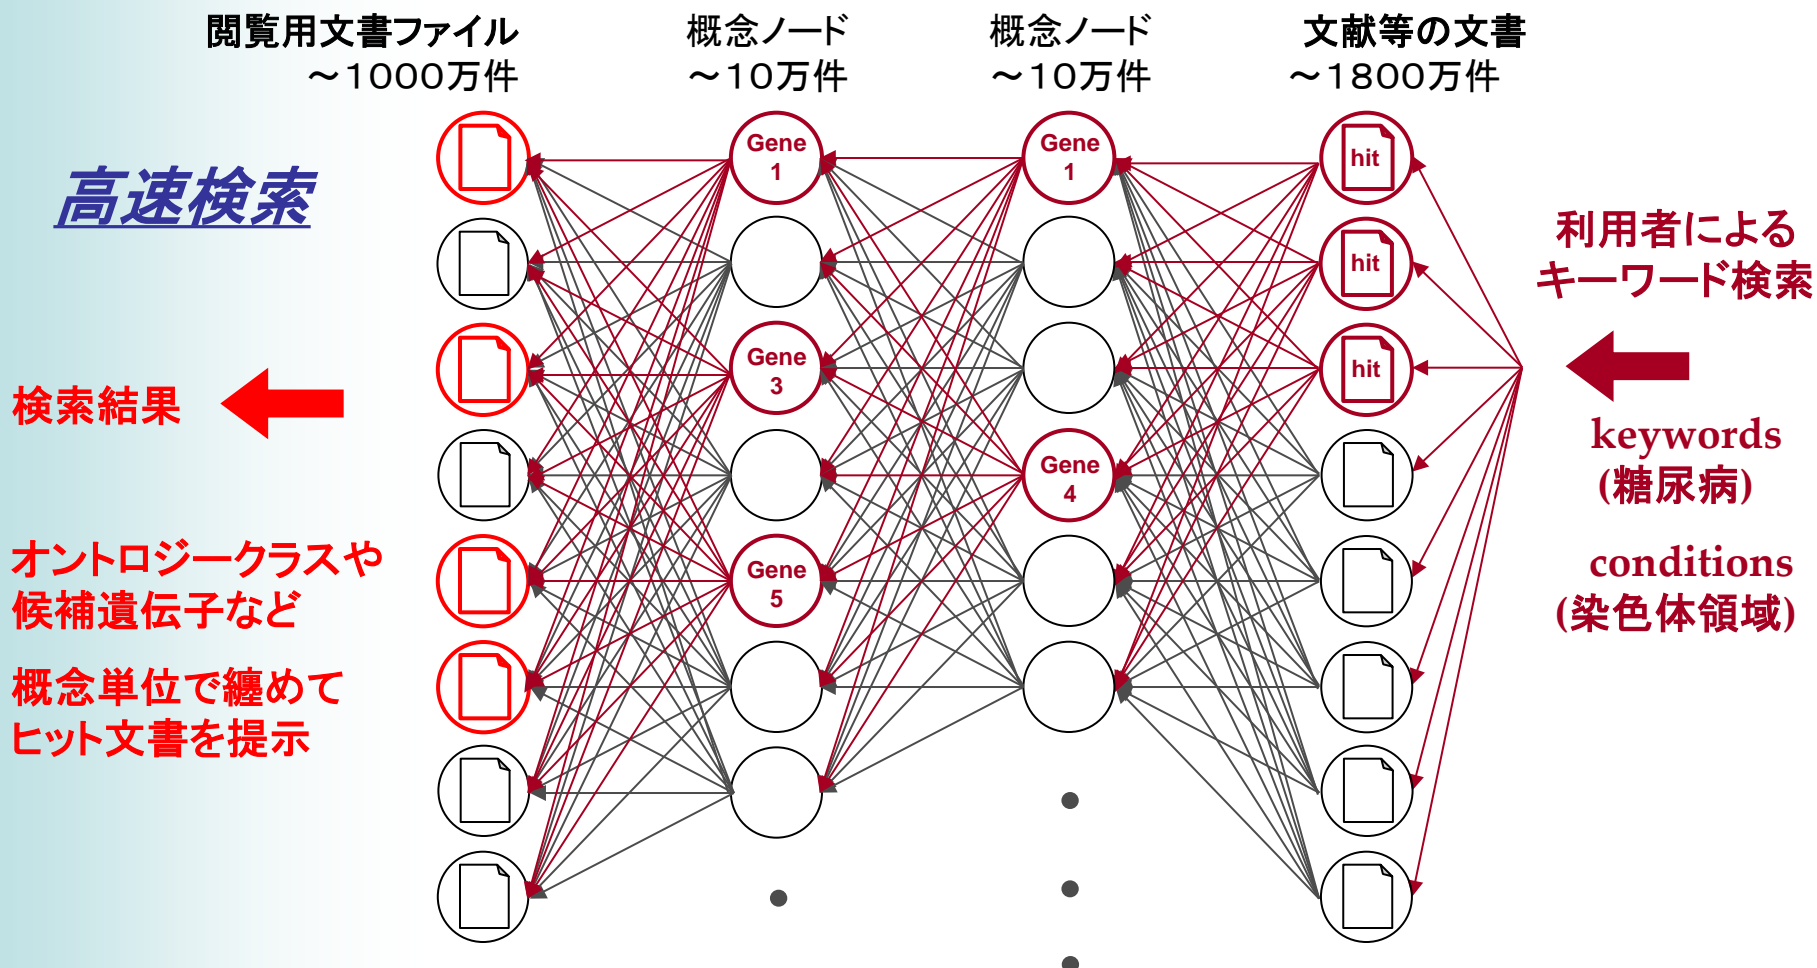 閲覧用文書ファイル
～1000万件
概念ノード
～10万件
概念ノード
～10万件
文献等の文書
～1800万件
高速検索
検索結果
オントロジークラスや
候補遺伝子など
概念単位で纏めて
ヒット文書を提示
Gene
1
Gene
3
Gene
5
Gene
1
Gene
4
hit
hit
hit
利用者による
キーワード検索
keywords
(糖尿病)
conditions
(染色体領域)